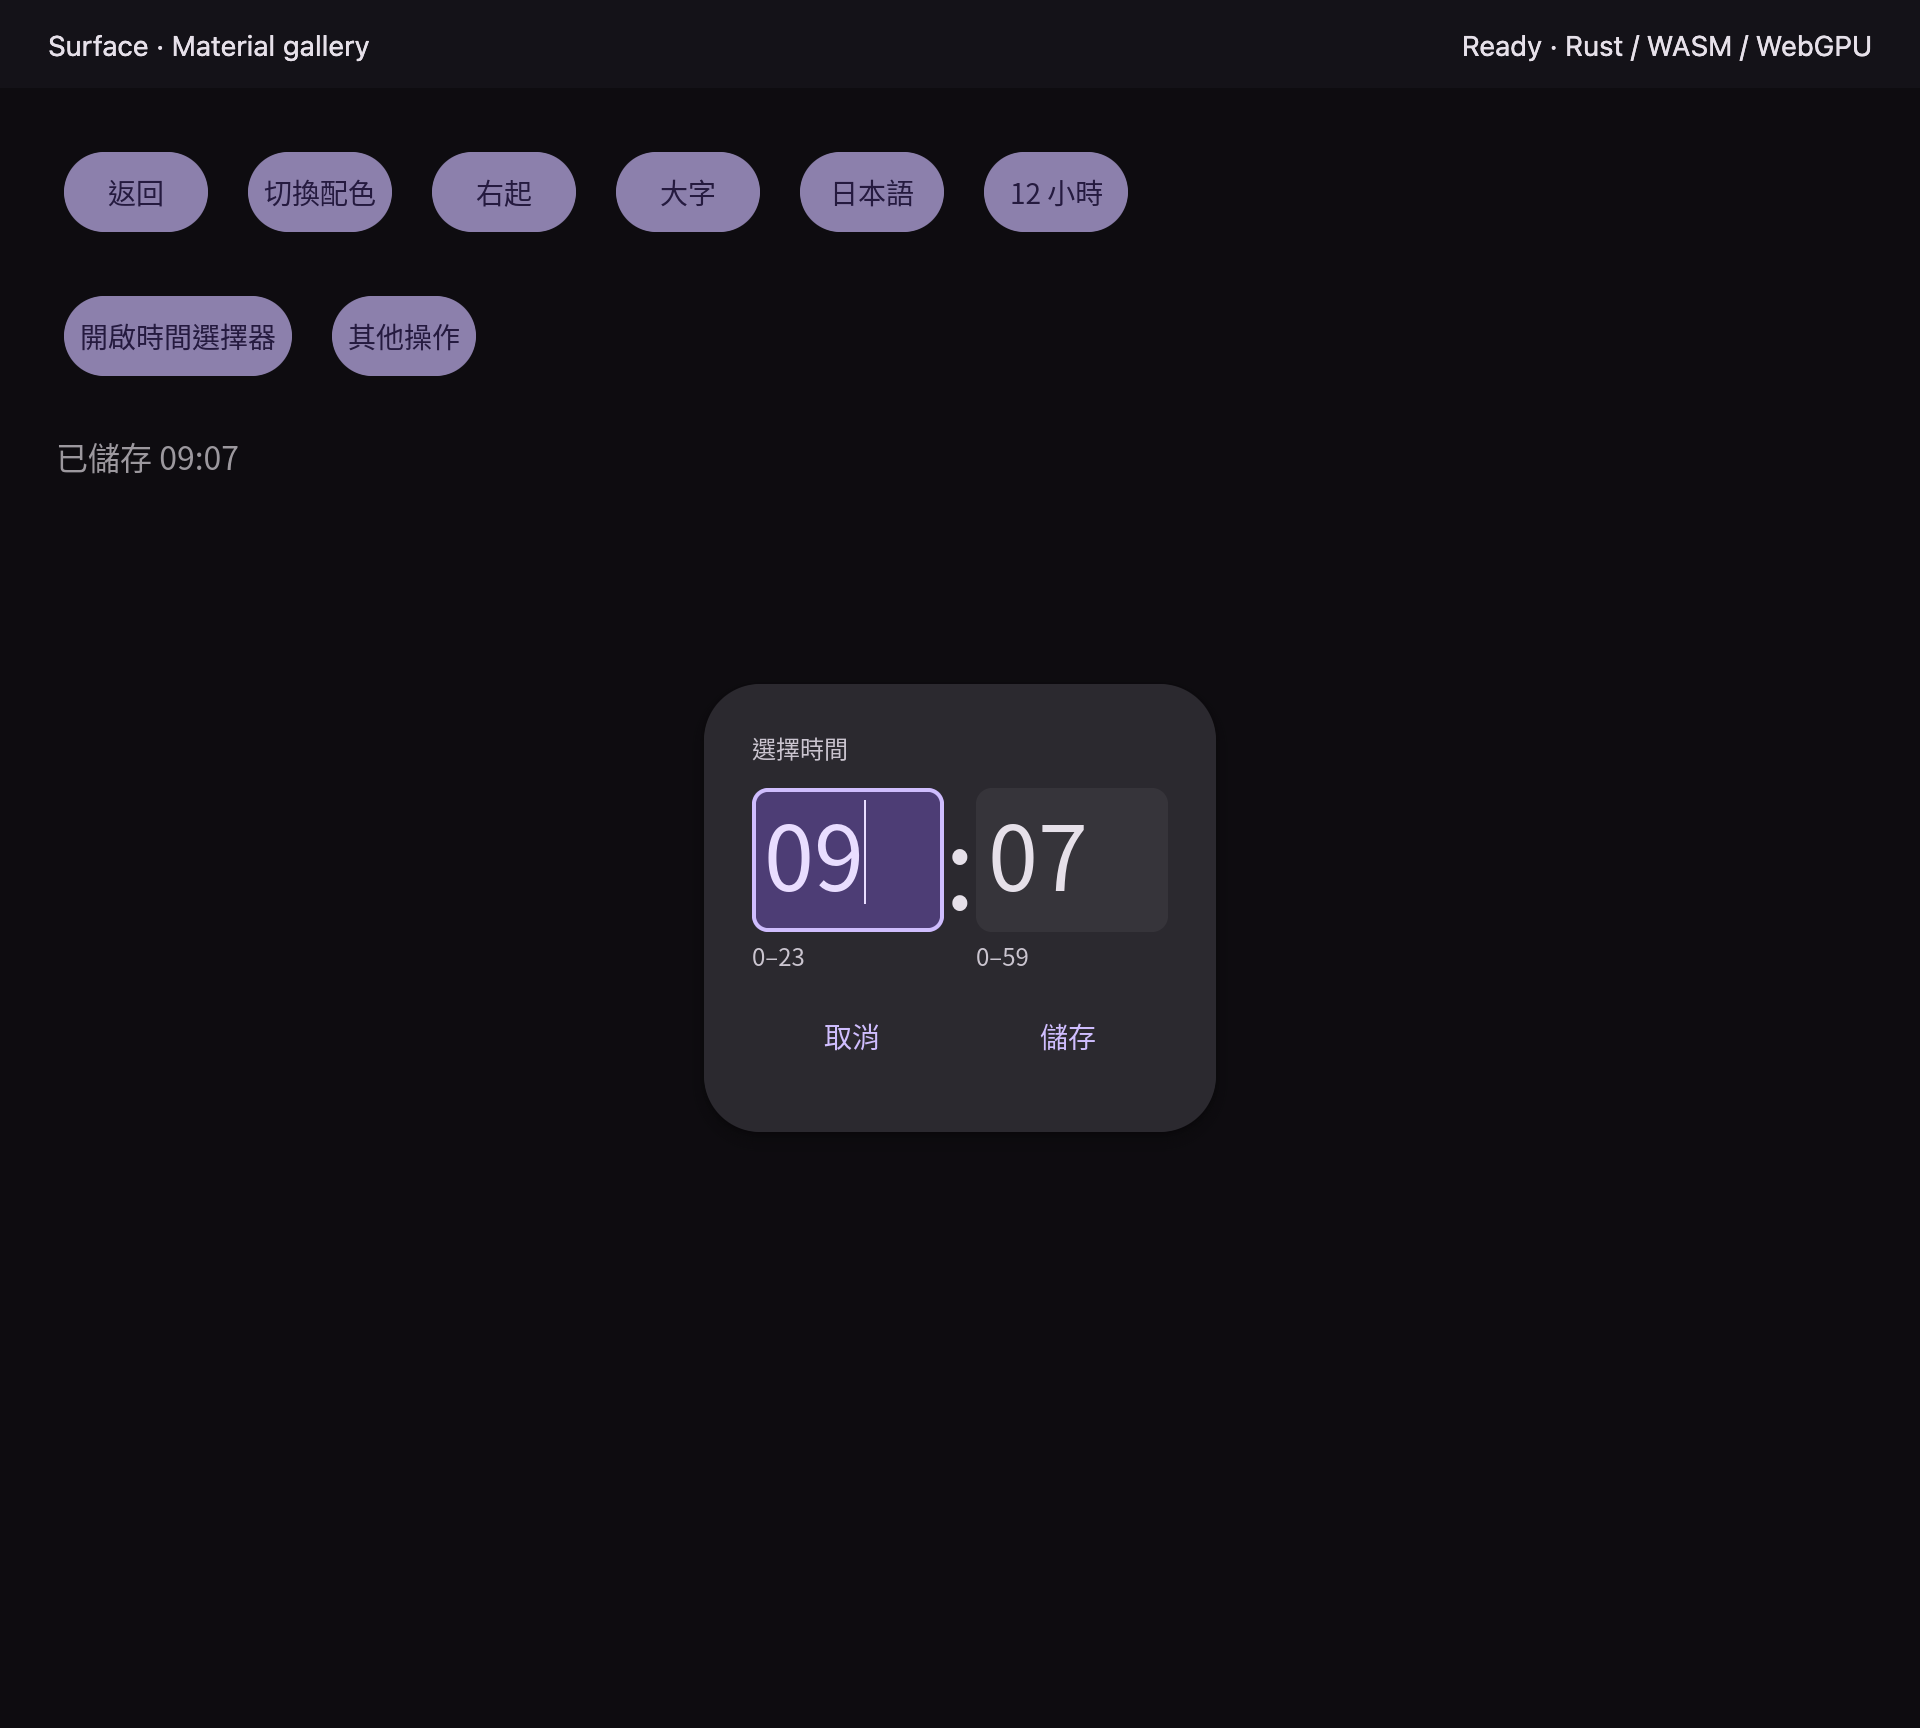 Surface · Material gallery
Ready · Rust / WASM / WebGPU
返回
切換配色
右起
大字
日本語
12 小時
開啟時間選擇器
其他操作
已儲存 09:07
選擇時間
09:07
0–23
0–59
取消
儲存